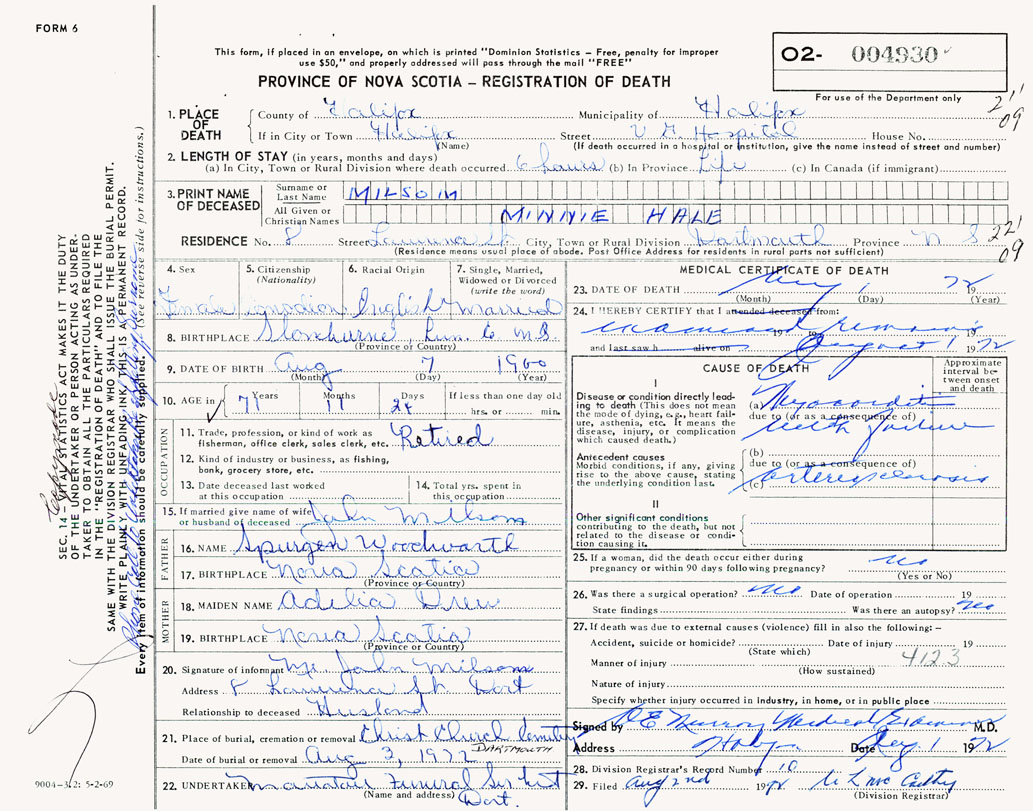 FORM 6
This form, if placed in an envelope, on which is printed "Dominion Statistics – Free, penalty for improper
use $50," and properly addressed will pass through the mail "FREE"
PROVINCE OF NOVA SCOTIA – REGISTRATION OF DEATH
O2- 004930
For use of the Department only
21'
09
1. PLACE OF DEATH
County of Halifax Municipality of Halifax
If in City or Town Halifax Street V G. Hospital House No.
(Name) (If death occurred in a hospital or institution, give the name instead of street and number)
2. LENGTH OF STAY (in years, months and days)
(a) In City, Town or Rural Division where death occurred 6 hours (b) In Province Life (c) In Canada (if immigrant)
3. PRINT NAME OF DECEASED
Surname or Last Name MILSOM
All Given or Christian Names MINNIE HALE
RESIDENCE No. 8 Street City, Town or Rural Division Dartmouth Province N S
22'
09
(Residence means usual place of abode. Post Office Address for residents in rural parts not sufficient)
4. Sex
5. Citizenship
(Nationality)
6. Racial Origin
7. Single, Married, Widowed or Divorced
(write the word)
Female Canadian English Married
8. BIRTHPLACE Lun. Co N.S.
(Province or Country)
9. DATE OF BIRTH Aug 7 1900
(Month) (Day) (Year)
10. AGE in Years Months Days If less than one day old
71 11 24 hrs. or min.
OCCUPATION
11. Trade, profession, or kind of work as
fisherman, office clerk, sales clerk, etc. Retired
12. Kind of industry or business, as fishing,
bank, grocery store, etc.
13. Date deceased last worked
at this occupation
14. Total yrs. spent in
this occupation
15. If married give name of wife
or husband of deceased John Milsom
FATHER
16. NAME Spurgen Woodwarth
17. BIRTHPLACE Nova Scotia
(Province or Country)
MOTHER
18. MAIDEN NAME Adelia Drew
19. BIRTHPLACE Nova Scotia
(Province or Country)
20. Signature of informant Mr. John Milsom
Address 8 St. Dart
Relationship to deceased Husband
21. Place of burial, cremation or removal Christ Church Cemetery
DARTMOUTH
Date of burial or removal Aug 3, 1972
22. UNDERTAKER Funeral
(Name and address) Dart.
MEDICAL CERTIFICATE OF DEATH
23. DATE OF DEATH 1, 19 72
(Month) (Day) (Year)
24. I HEREBY CERTIFY that I attended deceased from:
examined 19 to remains
and last saw h alive on August 1 19 72
CAUSE OF DEATH
Approximate interval between onset and death
I
Disease or condition directly leading
to death (This does not mean
the mode of dying, e.g., heart failure,
asthenia, etc. It means the
disease, injury, or complication
which caused death.)
(a) Myocarditis
due to (or as a consequence of)
with failure
Antecedent causes
Morbid conditions, if any, giving
rise to the above cause, stating
the underlying condition last.
(b)
due to (or as a consequence of)
(c) Arteriosclerosis
II
Other significant conditions
contributing to the death, but not
related to the disease or condition
causing it.
25. If a woman, did the death occur either during
pregnancy or within 90 days following pregnancy? no
(Yes or No)
26. Was there a surgical operation? no Date of operation 19
State findings Was there an autopsy? no
27. If death was due to external causes (violence) fill in also the following: –
Accident, suicide or homicide? Date of injury 19
(State which)
Manner of injury 4123
(How sustained)
Nature of injury
Specify whether injury occurred in industry, in home, or in public place
Signed by Murray Medical Examiner M.D.
Address Hfx Date Aug 1 19 72
28. Division Registrar's Record Number 10
29. Filed Aug 2nd 19 72
(Division Registrar)
SEC. 14 – VITAL STATISTICS ACT MAKES IT THE DUTY
OF THE UNDERTAKER OR PERSON ACTING AS UNDERTAKER
TO OBTAIN ALL THE PARTICULARS REQUIRED
IN THE "REGISTRATION OF DEATH" AND TO FILE THE
SAME WITH THE DIVISION REGISTRAR WHO SHALL ISSUE THE BURIAL PERMIT.
WRITE PLAINLY WITH UNFADING INK, THIS IS A PERMANENT RECORD.
Every item of information should be carefully supplied. (See reverse side for instructions.)
9004-3L2: 5-2-69